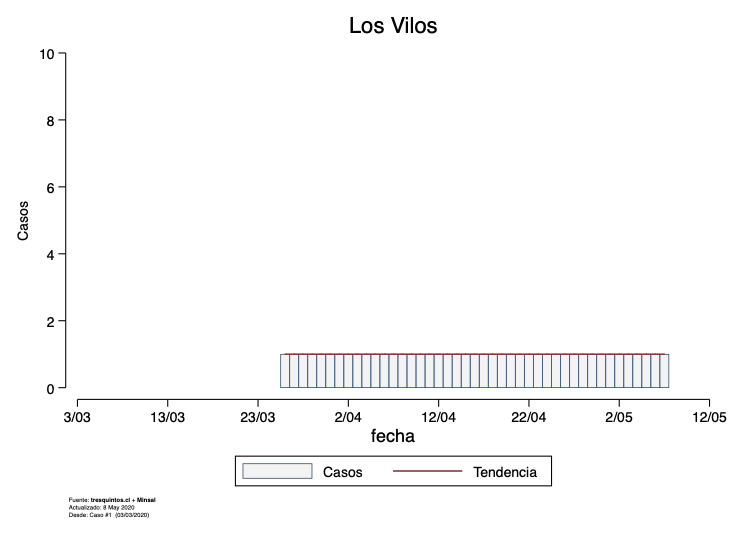 Los Vilos
Casos
10
8
6
4
2
0
3/03 13/03 23/03 2/04 12/04 22/04 2/05 12/05
fecha
Casos Tendencia
Fuente: tresquintos.cl + Minsal
Actualizado: 8 May 2020
Desde: Caso #1 (03/03/2020)